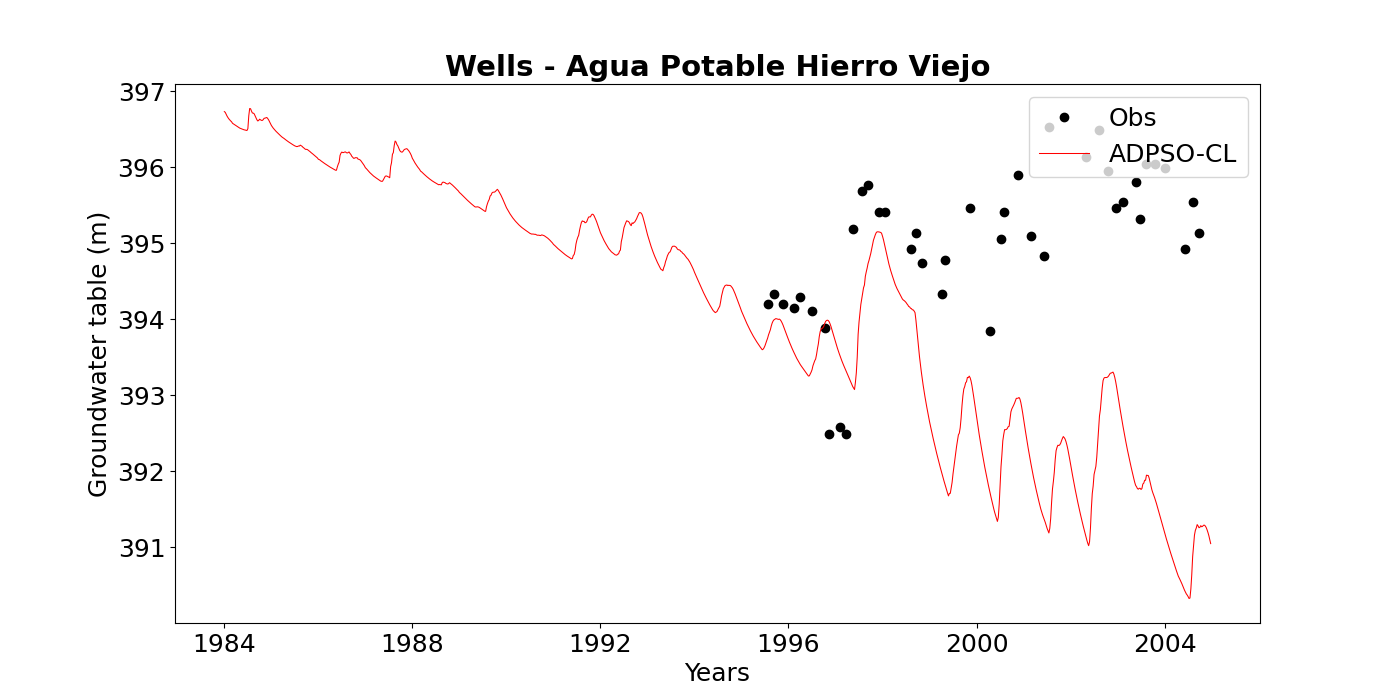 Wells - Agua Potable Hierro Viejo
Obs
ADPSO-CL
Groundwater table (m)
397
396
395
394
393
392
391
1984
1988
1992
1996
2000
2004
Years